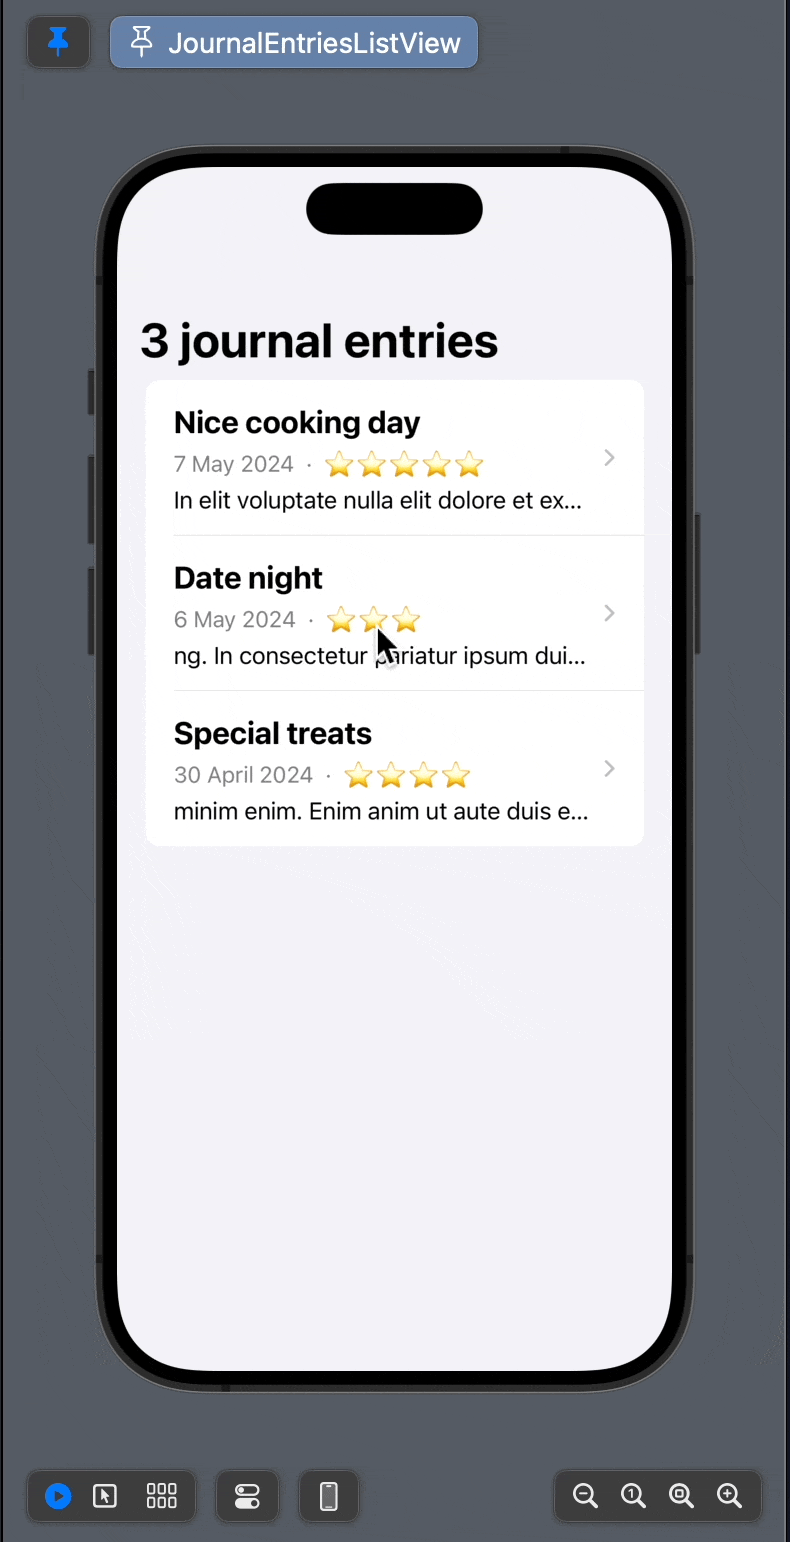 JournalEntriesListView
3 journal entries
Nice cooking day
7 May 2024 · ⭐⭐⭐⭐⭐
In elit voluptate nulla elit dolore et ex...
Date night
6 May 2024 · ⭐⭐⭐
ng. In consectetur pariatur ipsum dui...
Special treats
30 April 2024 · ⭐⭐⭐⭐
minim enim. Enim anim ut aute duis e...